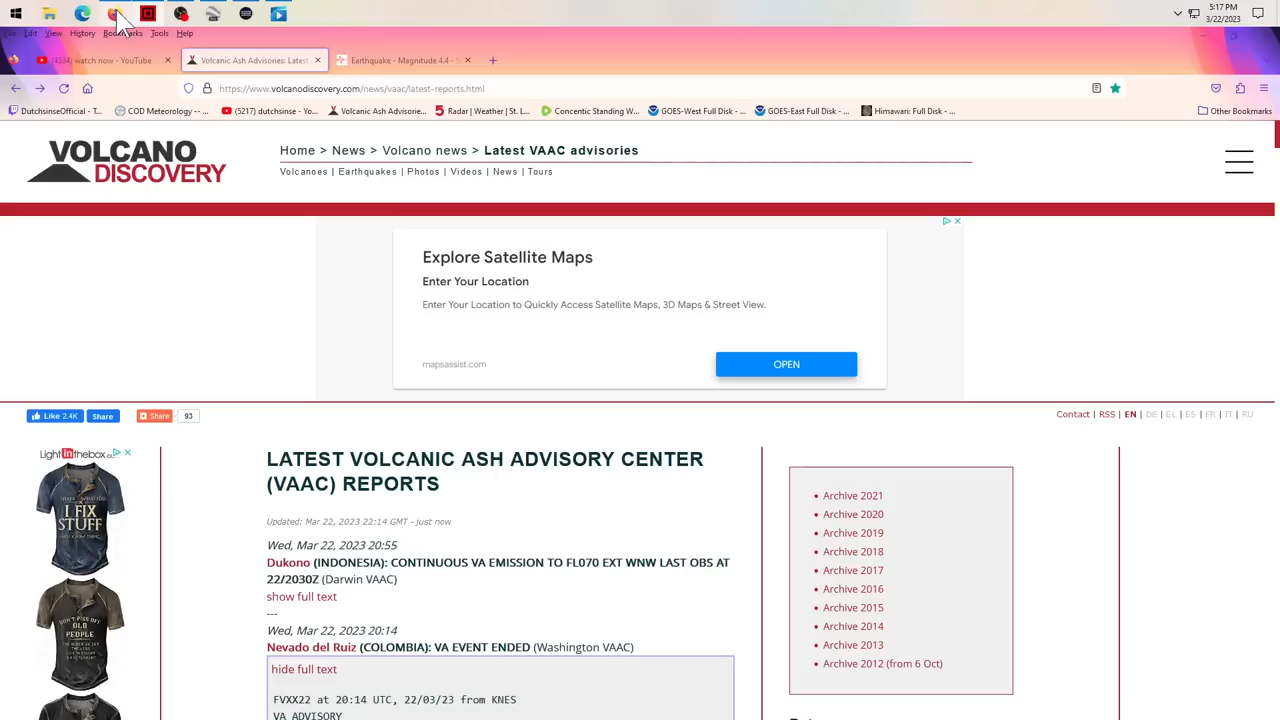 5:17 PM
3/22/2023
File Edit View History Bookmarks Tools Help
(4534) watch now - YouTube
Volcanic Ash Advisories: Latest
Earthquake - Magnitude 4.4 - S
https://www.volcanodiscovery.com/news/vaac/latest-reports.html
DutchsinseOfficial - T...
COD Meteorology -- ...
(5217) dutchsinse - Yo...
Volcanic Ash Advisorie...
Radar | Weather | St. L...
Concentic Standing W...
GOES-West Full Disk - ...
GOES-East Full Disk - ...
Himawari: Full Disk - ...
Other Bookmarks
VOLCANO
DISCOVERY
Home > News > Volcano news > Latest VAAC advisories
Volcanoes | Earthquakes | Photos | Videos | News | Tours
Explore Satellite Maps
Enter Your Location
Enter Your Location to Quickly Access Satellite Maps, 3D Maps & Street View.
mapsassist.com
OPEN
Like 2.4K
Share
Share
93
Contact | RSS | EN | DE | EL | ES | FR | IT | RU
Lightinthebox.c
I FIX
STUFF
DON'T PISS OFF
OLD
PEOPLE
LATEST VOLCANIC ASH ADVISORY CENTER
(VAAC) REPORTS
Updated: Mar 22, 2023 22:14 GMT - just now
Wed, Mar 22, 2023 20:55
Dukono (INDONESIA): CONTINUOUS VA EMISSION TO FL070 EXT WNW LAST OBS AT
22/2030Z (Darwin VAAC)
show full text
---
Wed, Mar 22, 2023 20:14
Nevado del Ruiz (COLOMBIA): VA EVENT ENDED (Washington VAAC)
hide full text
FVXX22 at 20:14 UTC, 22/03/23 from KNES
VA ADVISORY
Archive 2021
Archive 2020
Archive 2019
Archive 2018
Archive 2017
Archive 2016
Archive 2015
Archive 2014
Archive 2013
Archive 2012 (from 6 Oct)